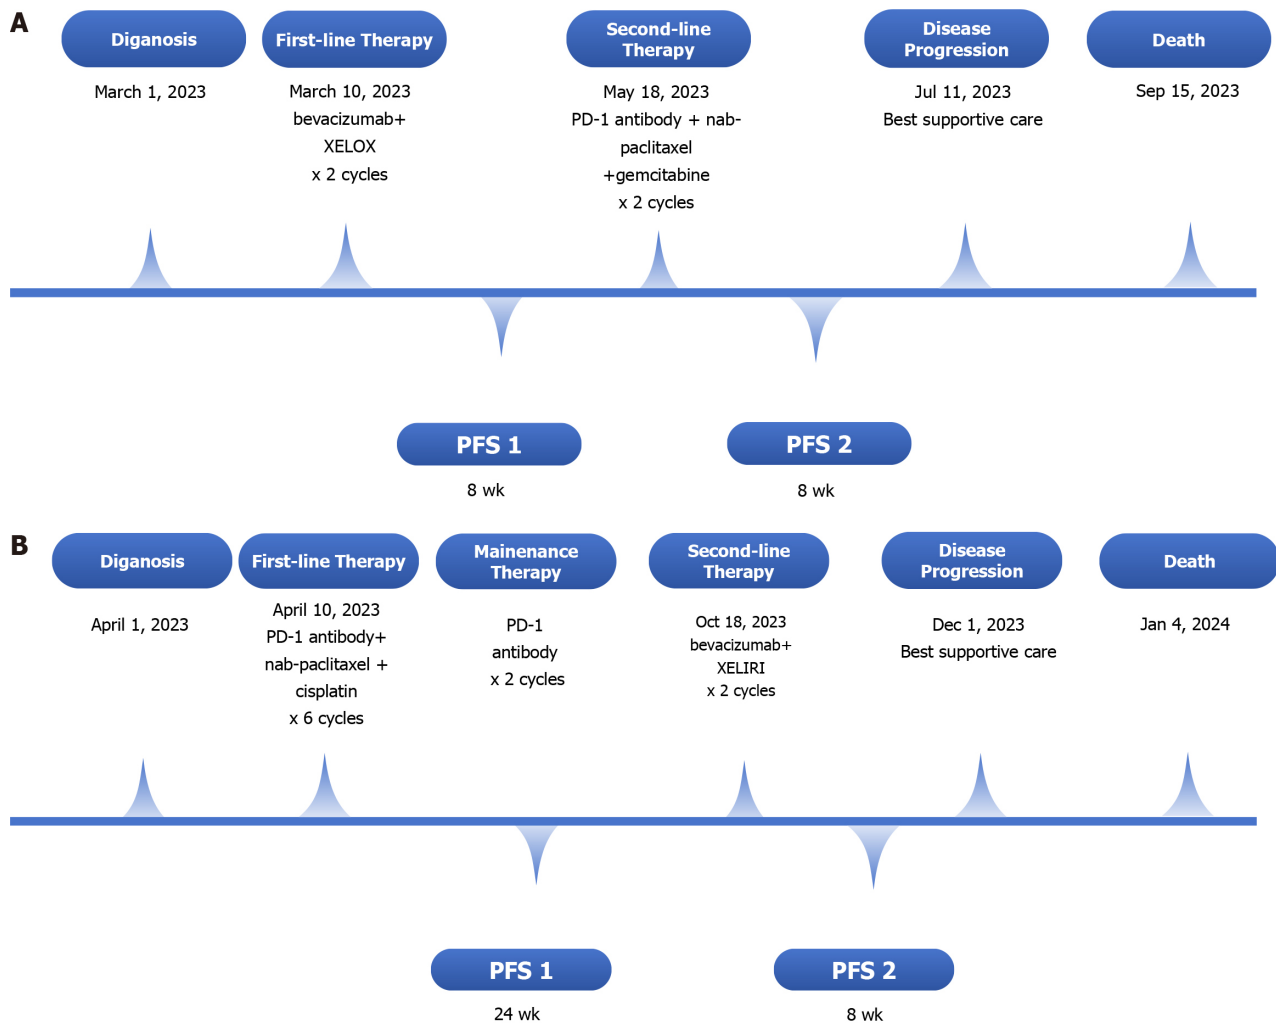 A
Diganosis
March 1, 2023
First-line Therapy
March 10, 2023
bevacizumab+
XELOX
x 2 cycles
Second-line
Therapy
May 18, 2023
PD-1 antibody + nab-
paclitaxel
+gemcitabine
x 2 cycles
Disease
Progression
Jul 11, 2023
Best supportive care
Death
Sep 15, 2023
PFS 1
8 wk
PFS 2
8 wk
B
Diganosis
April 1, 2023
First-line Therapy
April 10, 2023
PD-1 antibody+
nab-paclitaxel +
cisplatin
x 6 cycles
Mainenance
Therapy
PD-1
antibody
x 2 cycles
Second-line
Therapy
Oct 18, 2023
bevacizumab+
XELIRI
x 2 cycles
Disease
Progression
Dec 1, 2023
Best supportive care
Death
Jan 4, 2024
PFS 1
24 wk
PFS 2
8 wk